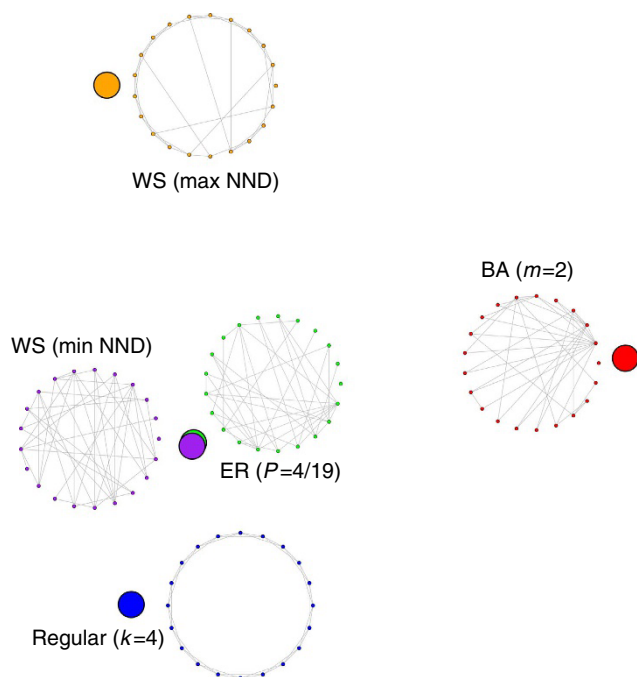 WS (max NND)
BA (m=2)
WS (min NND)
ER (P=4/19)
Regular (k=4)